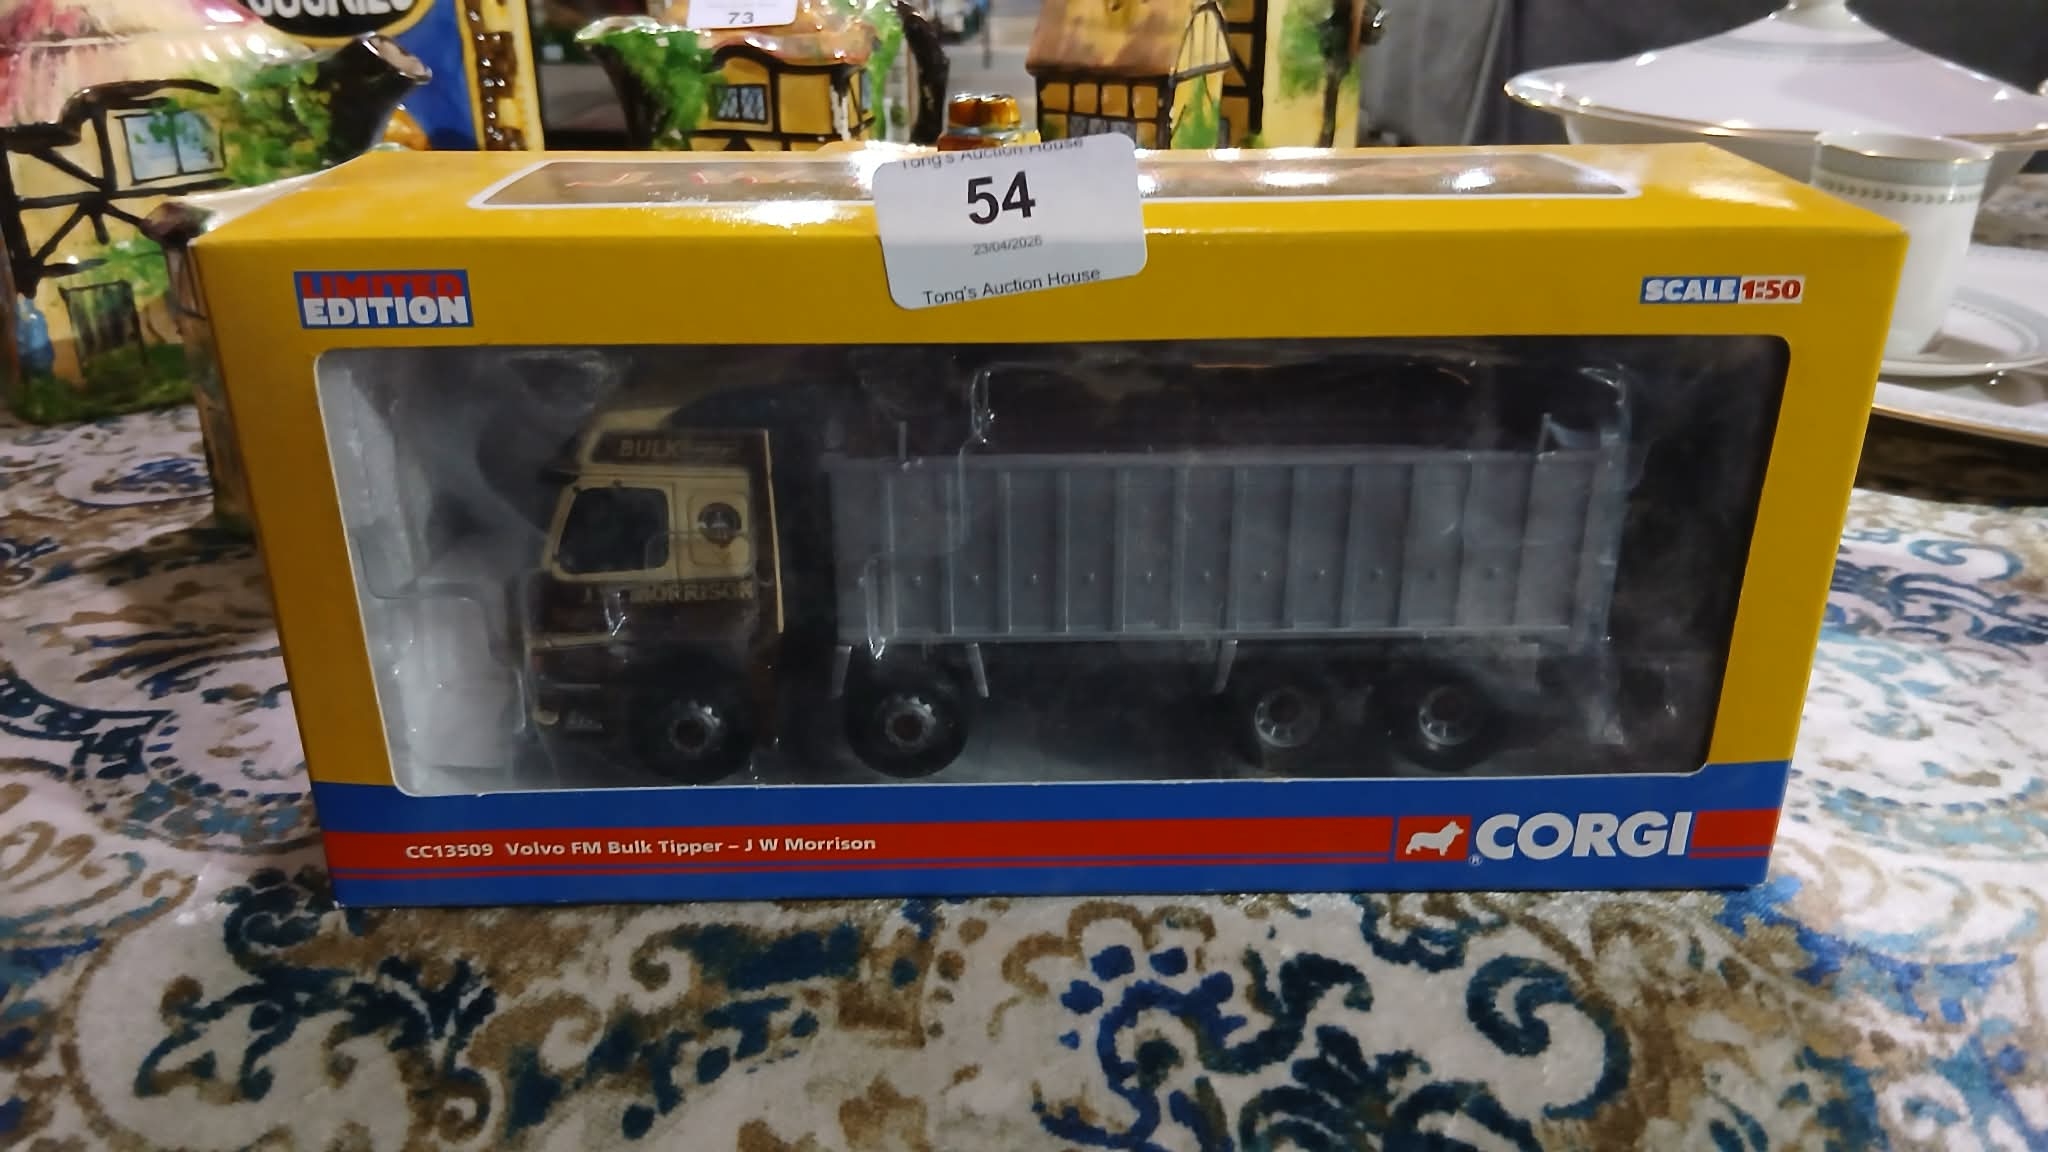 COOKIES
73
Tong's Auction House
54
23/04/2026
Tong's Auction House
LIMITED
EDITION
SCALE 1:50
BULK
J W MORRISON
CC13509 Volvo FM Bulk Tipper – J W Morrison
CORGI